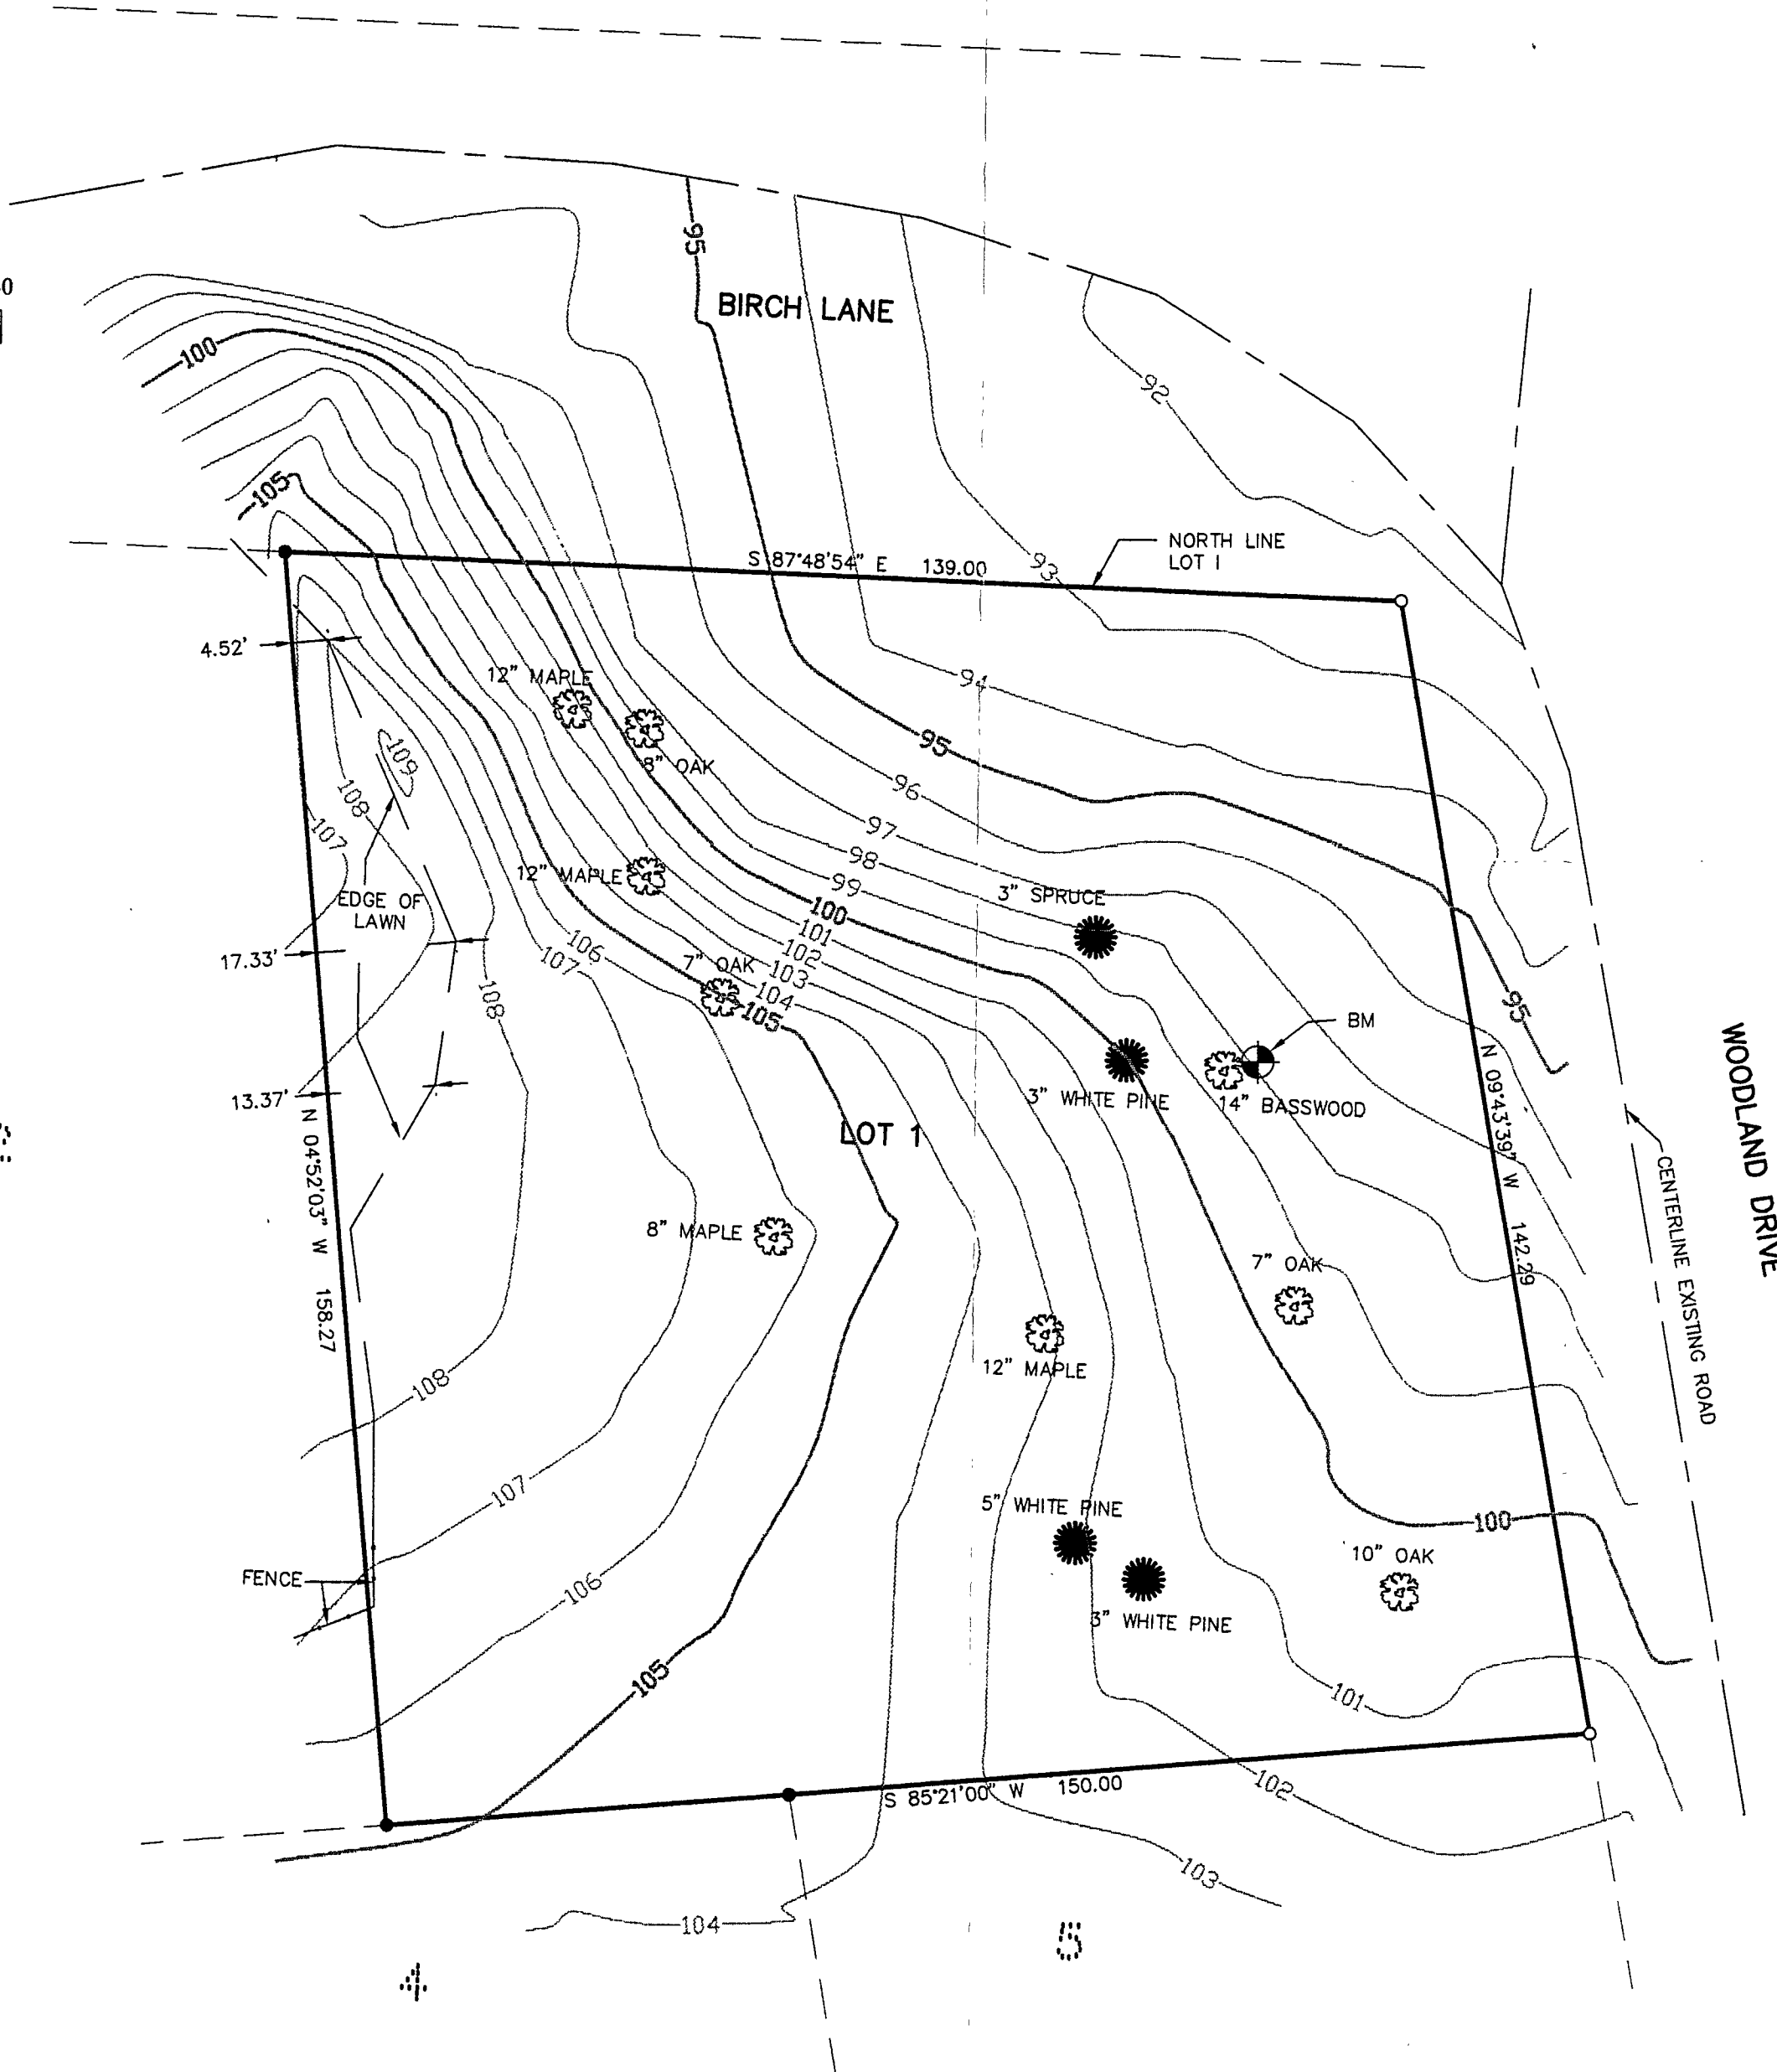 0
95
BIRCH LANE
100
92
105
S 87°48'54" E 139.00
NORTH LINE
LOT 1
93
4.52'
12" MAPLE
94
8" OAK
95
109
108
96
107
97
98
12" MAPLE
99
3" SPRUCE
EDGE OF
LAWN
100
101
106
102
17.33'
107
7" OAK
103
108
104
105
95
BM
WOODLAND DRIVE
13.37'
3" WHITE PINE
14" BASSWOOD
N 09°43'39" W 142.29
N 04°52'03" W 158.27
LOT 1
CENTERLINE EXISTING ROAD
8" MAPLE
7" OAK
12" MAPLE
108
107
5" WHITE PINE
100
10" OAK
FENCE
106
3" WHITE PINE
105
101
102
S 85°21'00" W 150.00
103
104
5
4